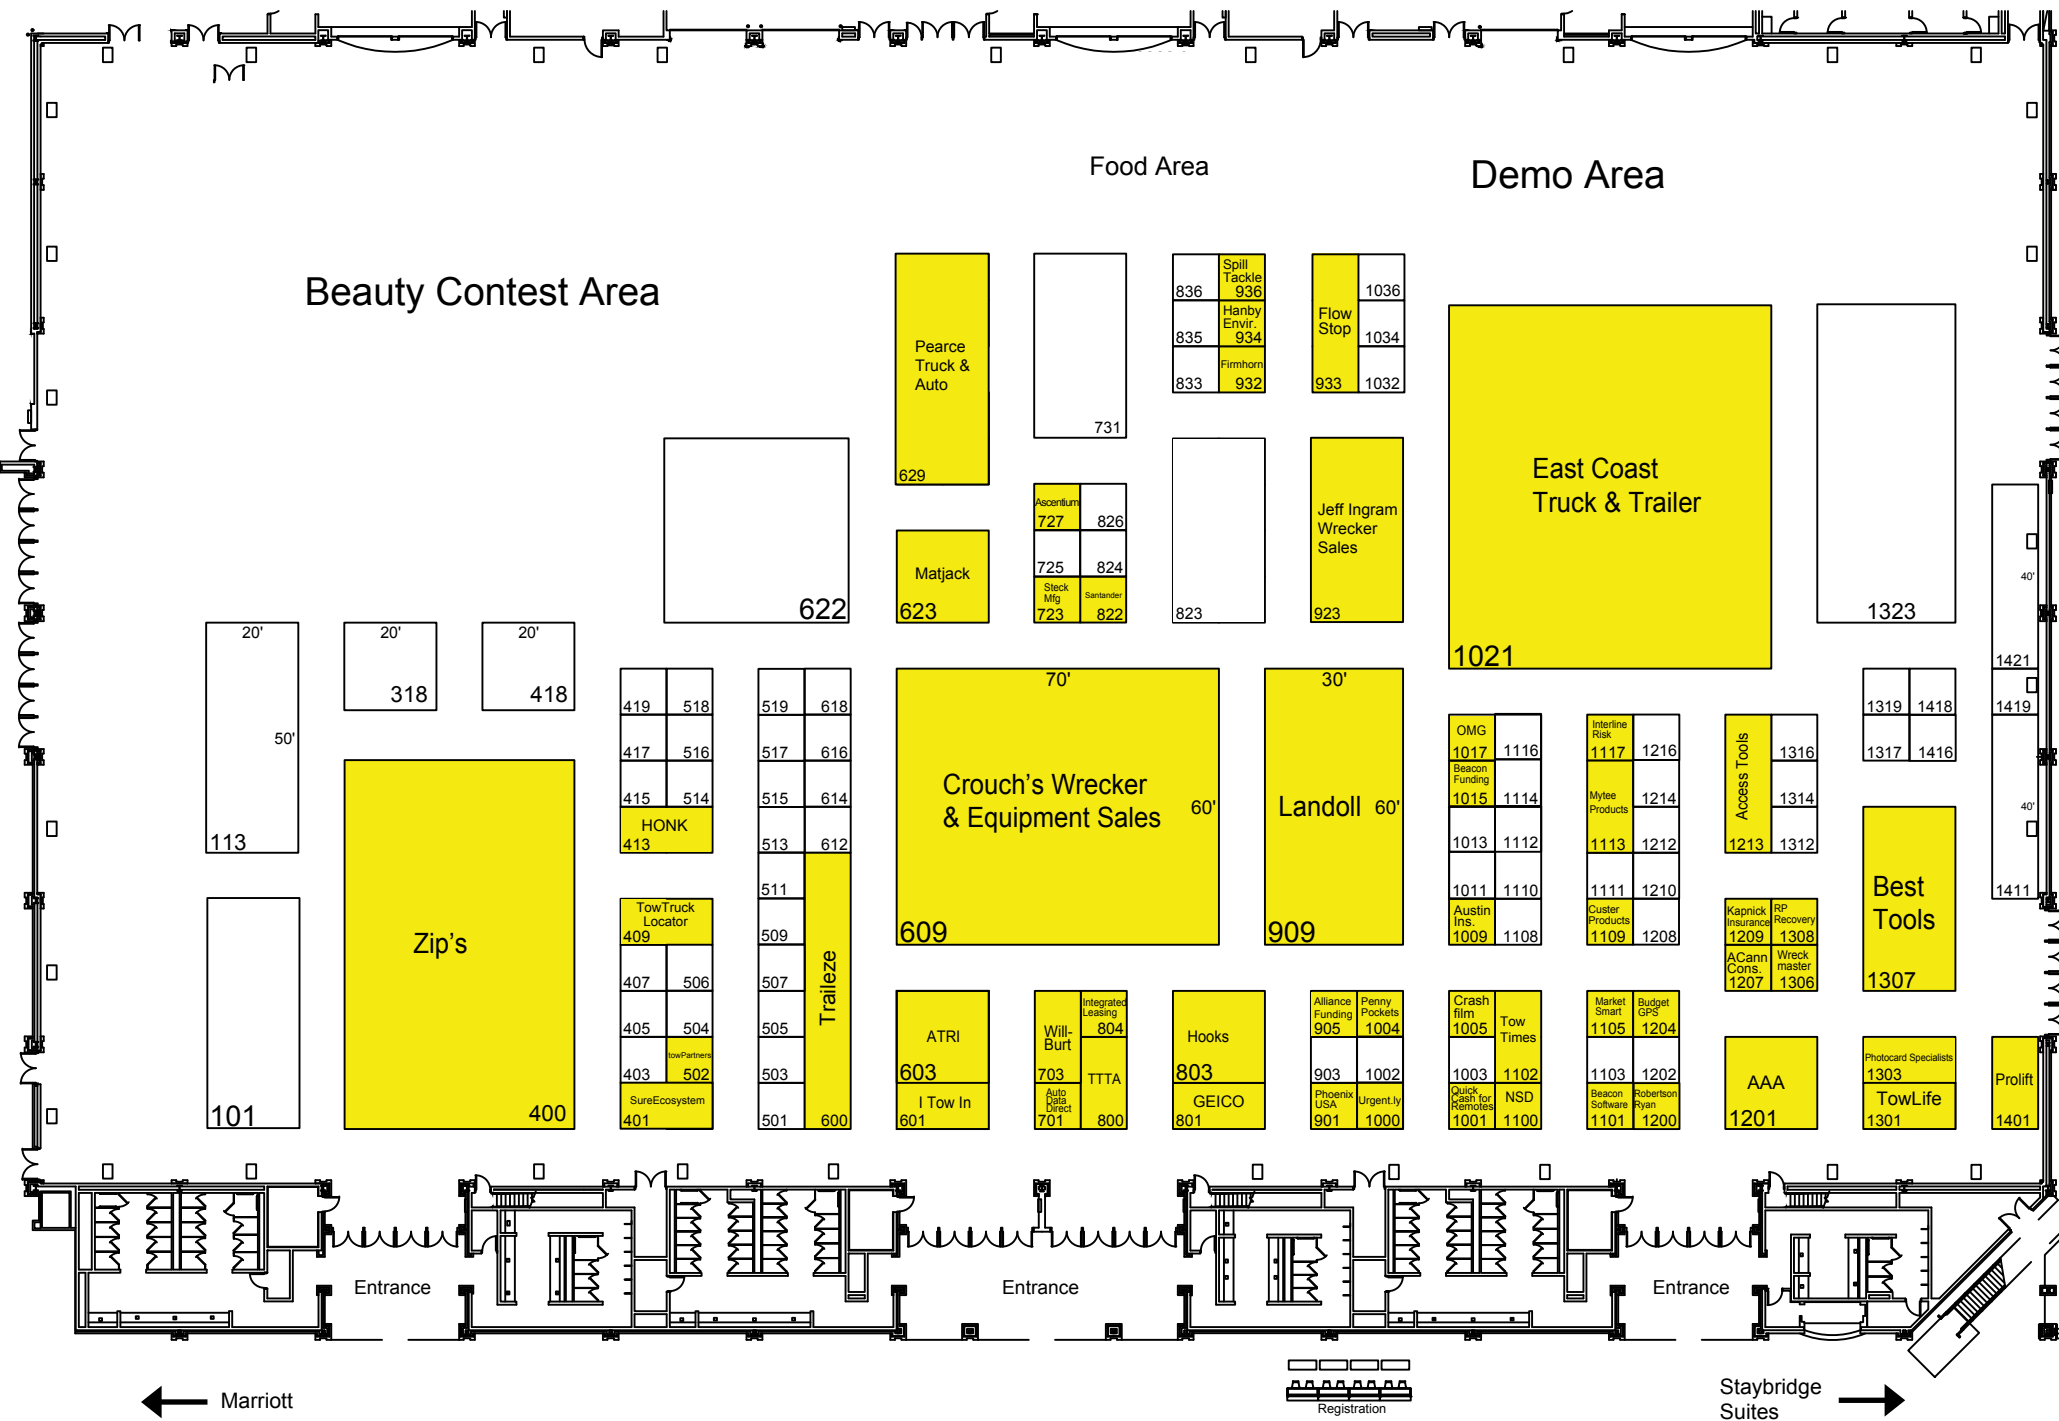 Food Area
Demo Area
Beauty Contest Area
Pearce
Truck &
Auto
629
731
836
Spill
Tackle
936
835
Hanby
Envir.
934
833
Firmhorn
932
Flow
Stop
933
1036
1034
1032
East Coast
Truck & Trailer
1021
1323
40'
1421
1419
40'
1411
622
Matjack
623
Ascentium
727
826
725
824
Steck
Mfg
723
Santander
822
823
Jeff Ingram
Wrecker
Sales
923
20'
50'
113
20'
318
20'
418
101
Zip's
400
419
518
417
516
415
514
HONK
413
TowTruck
Locator
409
407
506
405
504
403
towPartners
502
SureEcosystem
401
519
618
517
616
515
614
513
612
511
509
507
505
503
501
Traileze
600
70'
Crouch's Wrecker
& Equipment Sales
60'
609
30'
Landoll
60'
909
OMG
1017
1116
Beacon
Funding
1015
1114
1013
1112
1011
1110
Austin
Ins.
1009
1108
Interline
Risk
1117
1216
Mytee
Products
1113
1214
1212
1111
1210
Custer
Products
1109
1208
Access Tools
1213
1316
1314
1312
1319
1418
1317
1416
Best
Tools
1307
Kapnick
Insurance
1209
RP
Recovery
1308
ACann
Cons.
1207
Wreck
master
1306
ATRI
603
I Tow In
601
Will-
Burt
703
Integrated
Leasing
804
TTTA
800
Auto
Data
Direct
701
Hooks
803
GEICO
801
Alliance
Funding
905
Penny
Pockets
1004
903
1002
Phoenix
USA
901
Urgent.ly
1000
Crash
film
1005
Tow
Times
1102
1003
Quick
Cash for
Remotes
1001
NSD
1100
Market
Smart
1105
Budget
GPS
1204
1103
1202
Beacon
Software
1101
Robertson
Ryan
1200
AAA
1201
Photocard Specialists
1303
TowLife
1301
Prolift
1401
Entrance
Entrance
Entrance
Marriott
Registration
Staybridge
Suites